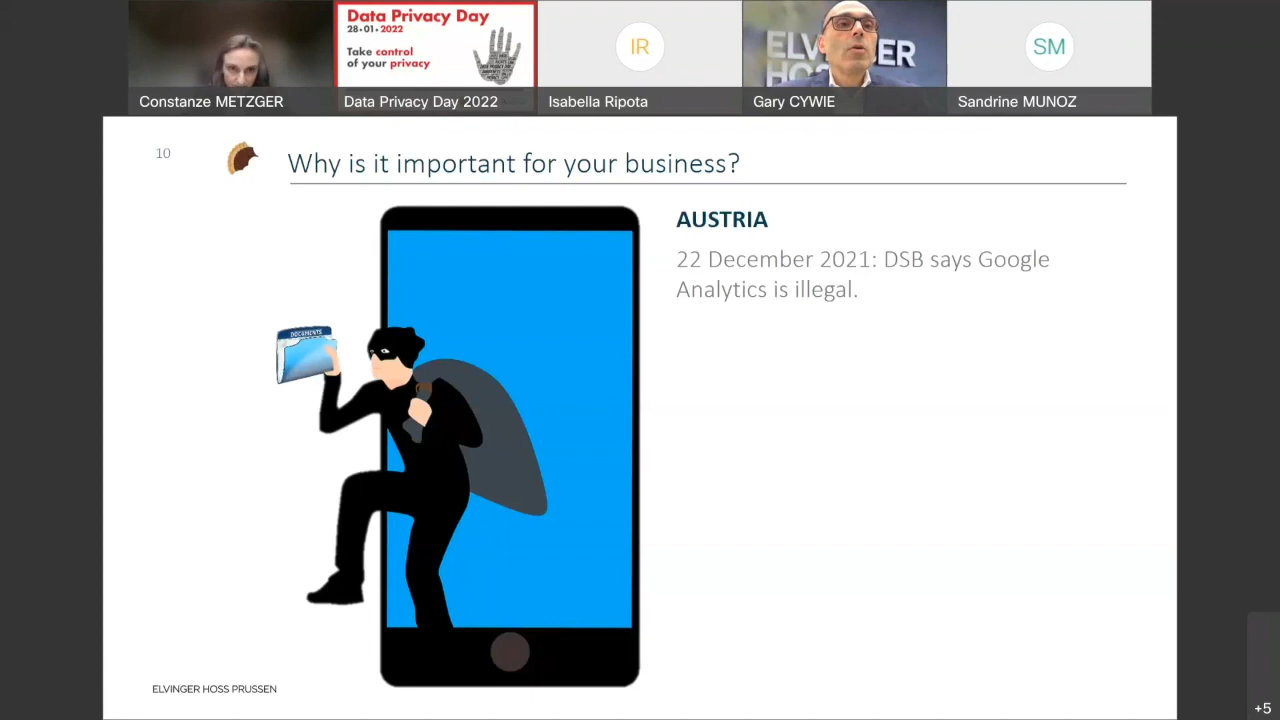 Data Privacy Day
28•01•2022
Take control
of your privacy
IR
ELVINGER
HOSS
SM
Constanze METZGER
Data Privacy Day 2022
Isabella Ripota
Gary CYWIE
Sandrine MUNOZ
10
Why is it important for your business?
AUSTRIA
22 December 2021: DSB says Google
Analytics is illegal.
DOCUMENTS
ELVINGER HOSS PRUSSEN
+5